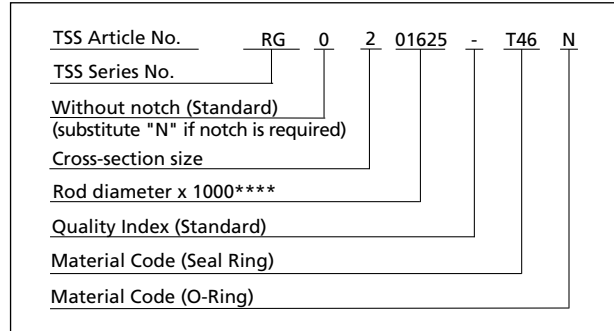 TSS Article No. RG 0 2 01625 - T46 N
TSS Series No.
Without notch (Standard)
(substitute "N" if notch is required)
Cross-section size
Rod diameter x 1000****
Quality Index (Standard)
Material Code (Seal Ring)
Material Code (O-Ring)